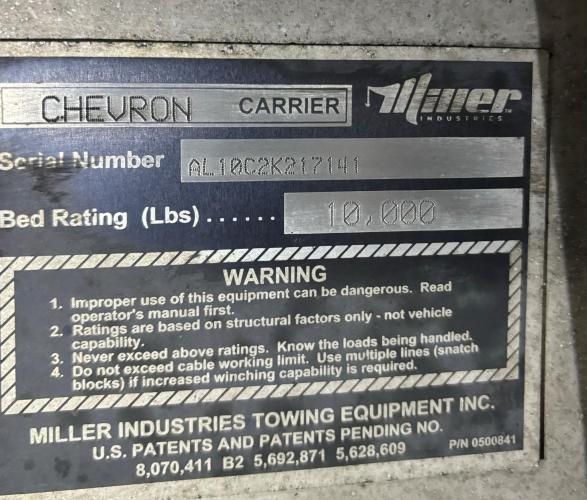 CHEVRON CARRIER Miller
INDUSTRIES
Serial Number AL10C2K217141
Bed Rating (Lbs) ...... 10,000
WARNING
1. Improper use of this equipment can be dangerous. Read
operator's manual first.
2. Ratings are based on structural factors only - not vehicle
capability.
3. Never exceed above ratings. Know the loads being handled.
4. Do not exceed cable working limit. Use multiple lines (snatch
blocks) if increased winching capability is required.
MILLER INDUSTRIES TOWING EQUIPMENT INC.
U.S. PATENTS AND PATENTS PENDING NO.
8,070,411 B2 5,692,871 5,628,609 P/N 0500841